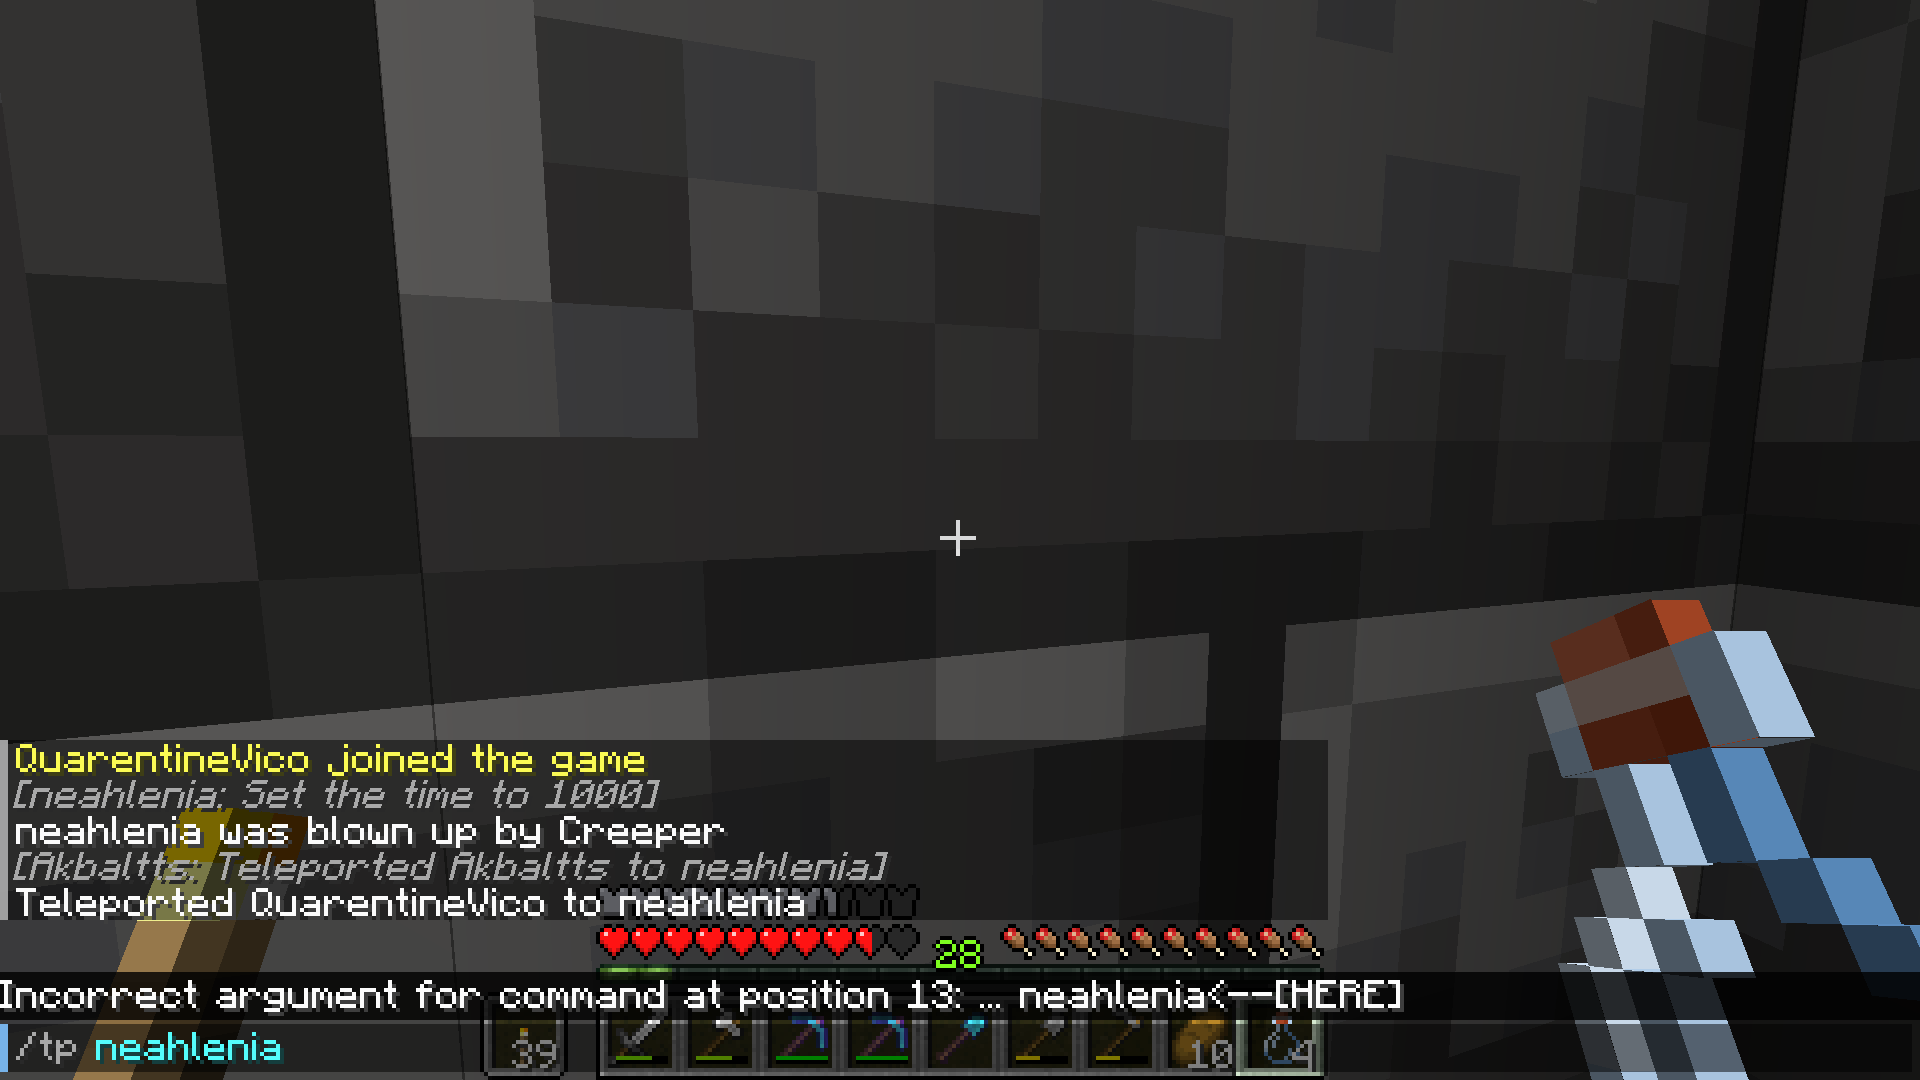 QuarentineVico joined the game
[neahlenia: Set the time to 1000]
neahlenia was blown up by Creeper
[Akbaltts: Teleported Akbaltts to neahlenia]
Teleported QuarentineVico to neahlenia
28
Incorrect argument for command at position 13: ... neahlenia<--[HERE]
/tp neahlenia
39
10
4